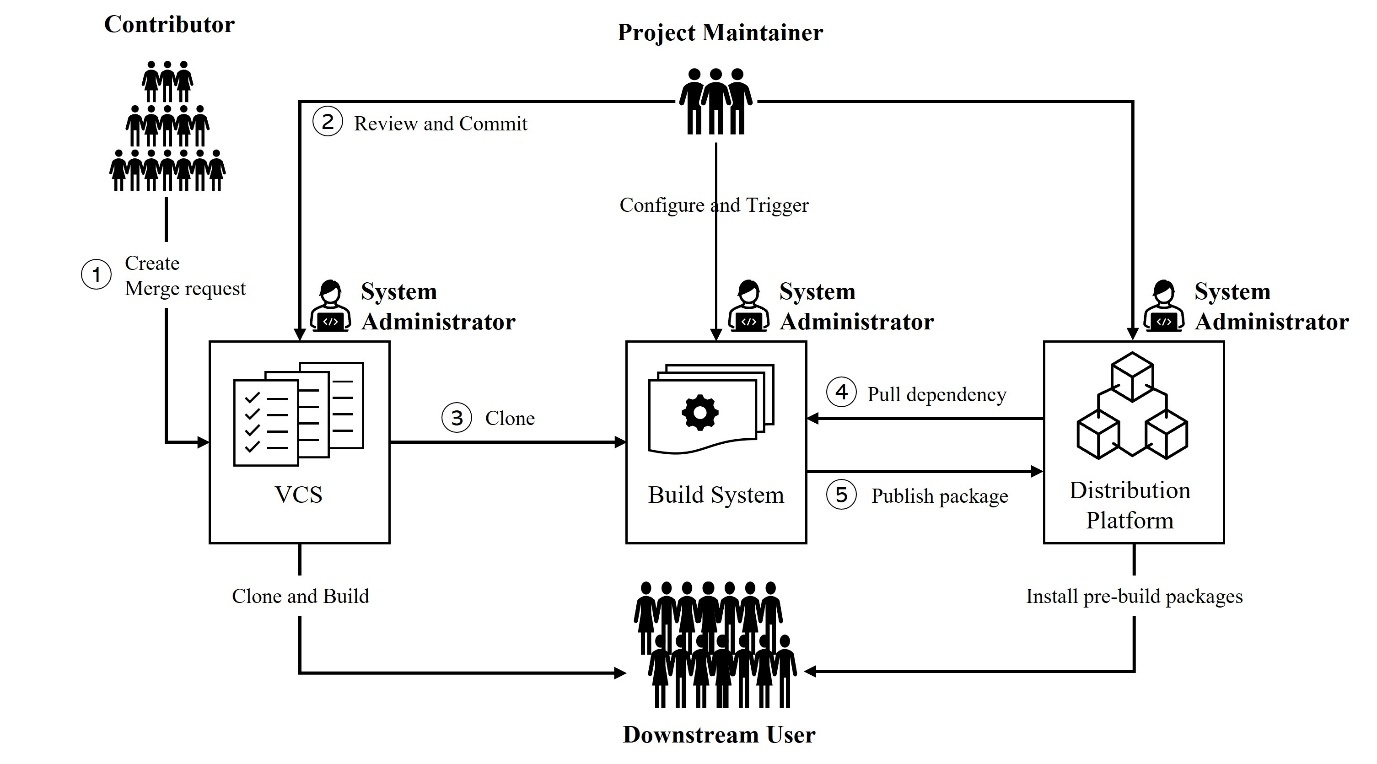 Contributor
Project Maintainer
2 Review and Commit
Configure and Trigger
1 Create
Merge request
System
Administrator
System
Administrator
System
Administrator
</>
</>
</>
3 Clone
4 Pull dependency
VCS
Build System
5 Publish package
Distribution
Platform
Clone and Build
Install pre-build packages
Downstream User